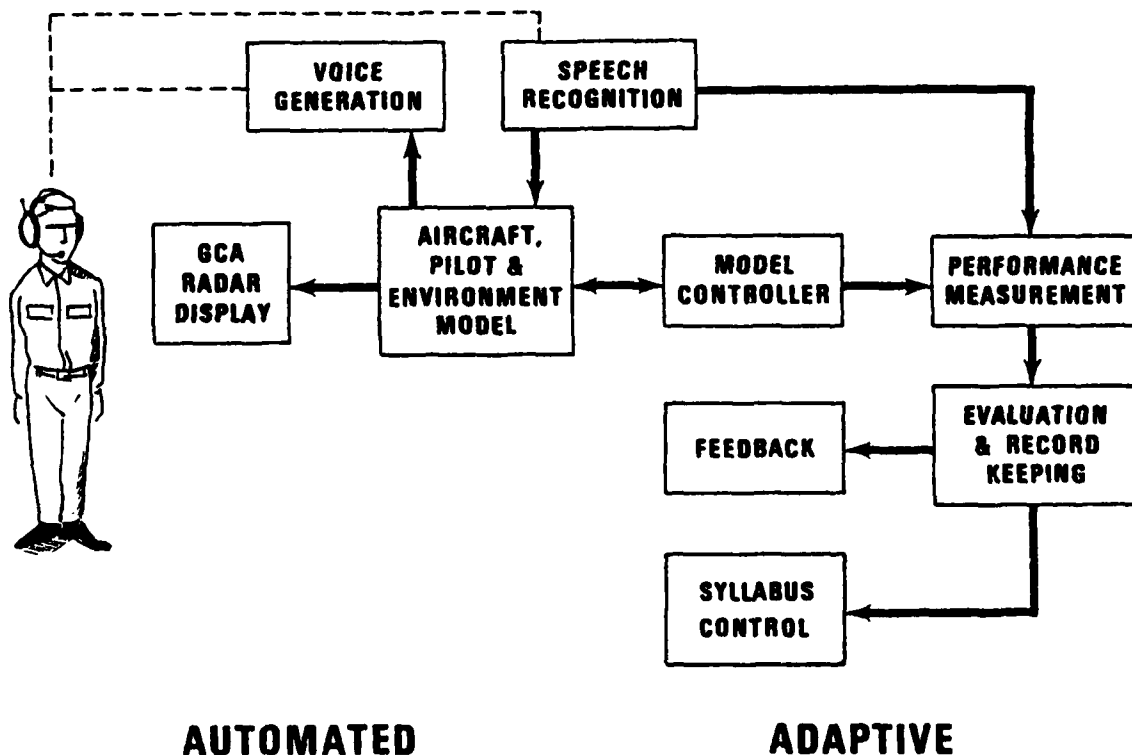 VOICE
GENERATION
SPEECH
RECOGNITION
GCA
RADAR
DISPLAY
AIRCRAFT,
PILOT &
ENVIRONMENT
MODEL
MODEL
CONTROLLER
PERFORMANCE
MEASUREMENT
FEEDBACK
EVALUATION
& RECORD
KEEPING
SYLLABUS
CONTROL
AUTOMATED
ADAPTIVE